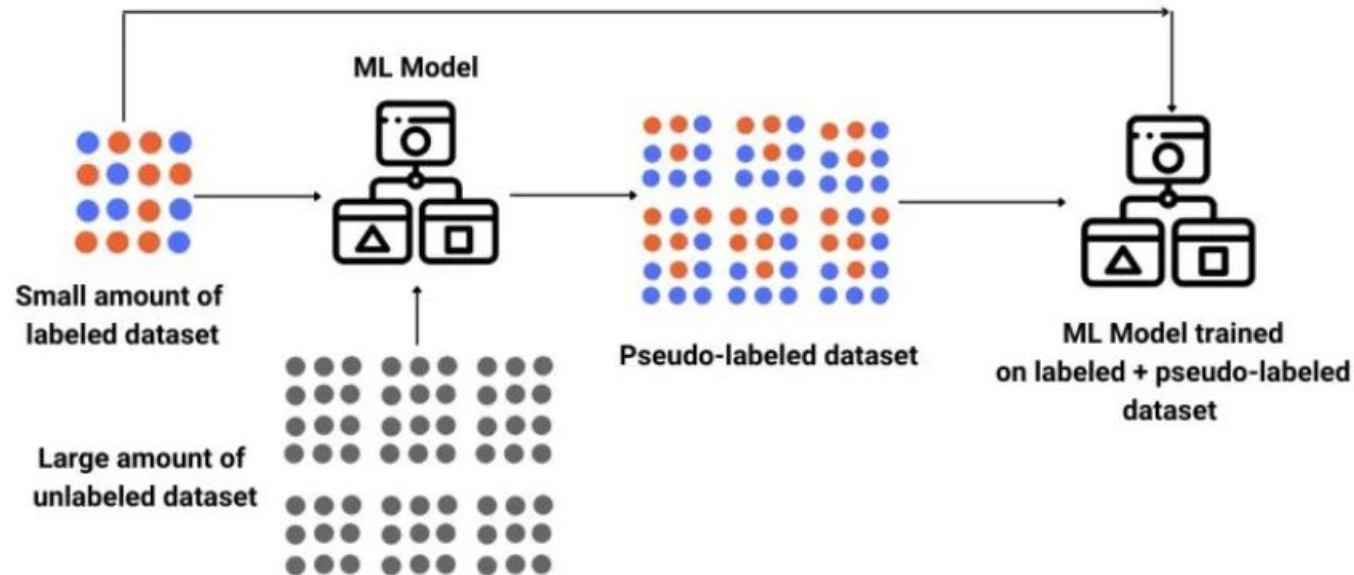 ML Model
Small amount of
labeled dataset
Pseudo-labeled dataset
ML Model trained
on labeled + pseudo-labeled
dataset
Large amount of
unlabeled dataset